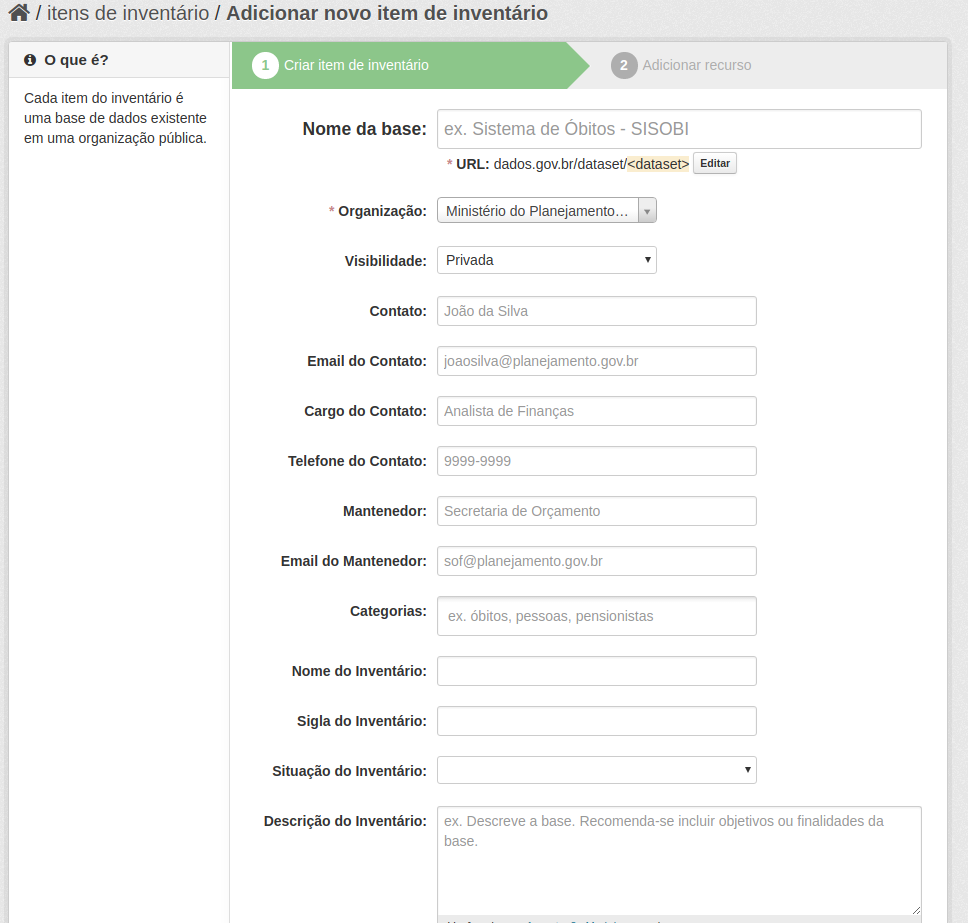 / itens de inventário / Adicionar novo item de inventário
O que é?
Cada item do inventário é
uma base de dados existente
em uma organização pública.
1 Criar item de inventário
2 Adicionar recurso
Nome da base: ex. Sistema de Óbitos - SISOBI
* URL: dados.gov.br/dataset/<dataset> Editar
* Organização: Ministério do Planejamento…
Visibilidade: Privada
Contato: João da Silva
Email do Contato: joaosilva@planejamento.gov.br
Cargo do Contato: Analista de Finanças
Telefone do Contato: 9999-9999
Mantenedor: Secretaria de Orçamento
Email do Mantenedor: sof@planejamento.gov.br
Categorias: ex. óbitos, pessoas, pensionistas
Nome do Inventário:
Sigla do Inventário:
Situação do Inventário:
Descrição do Inventário: ex. Descreve a base. Recomenda-se incluir objetivos ou finalidades da
base.